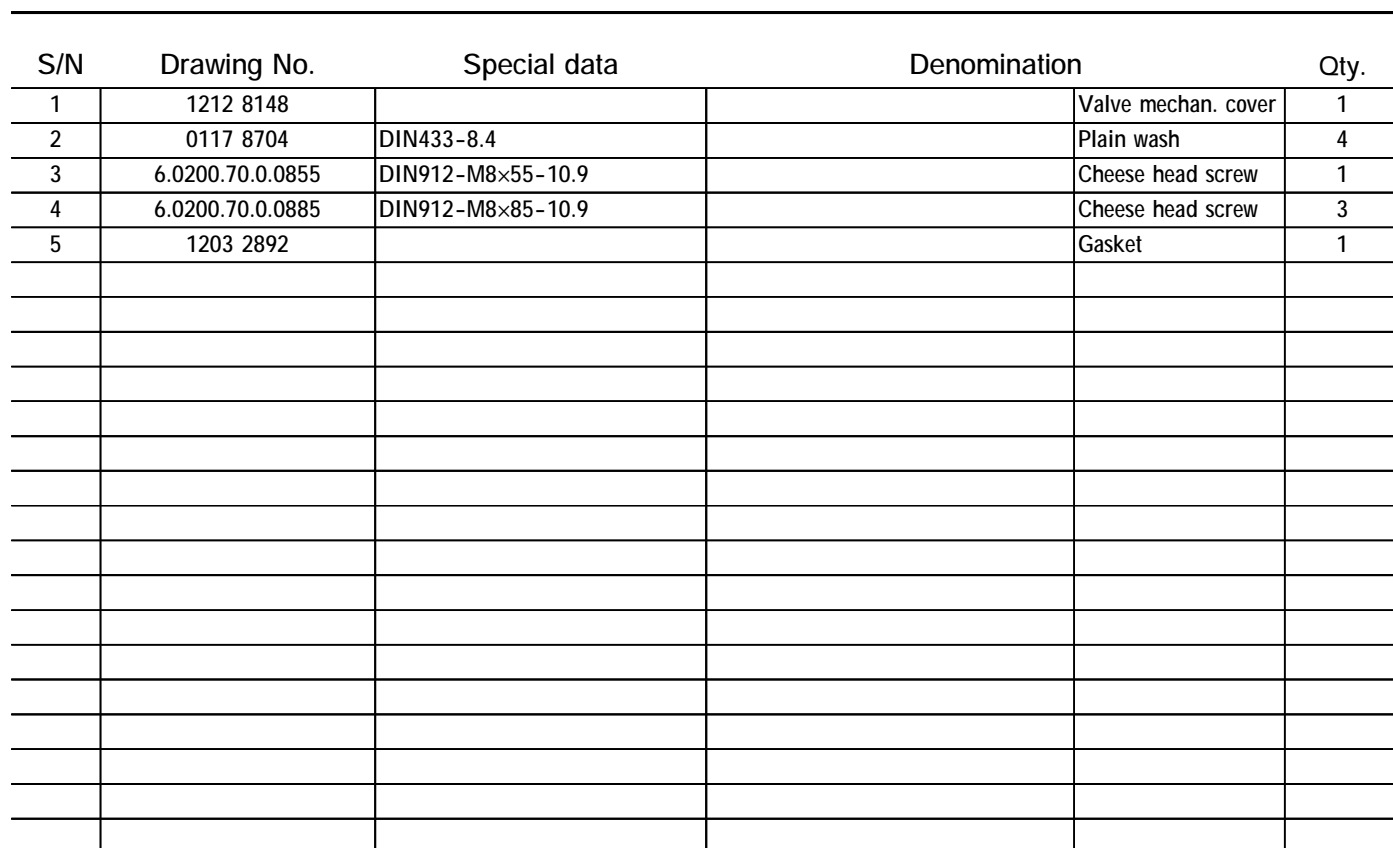 S/N Drawing No. Special data Denomination Qty.
1 1212 8148 Valve mechan. cover 1
2 0117 8704 DIN433-8.4 Plain wash 4
3 6.0200.70.0.0855 DIN912-M8×55-10.9 Cheese head screw 1
4 6.0200.70.0.0885 DIN912-M8×85-10.9 Cheese head screw 3
5 1203 2892 Gasket 1